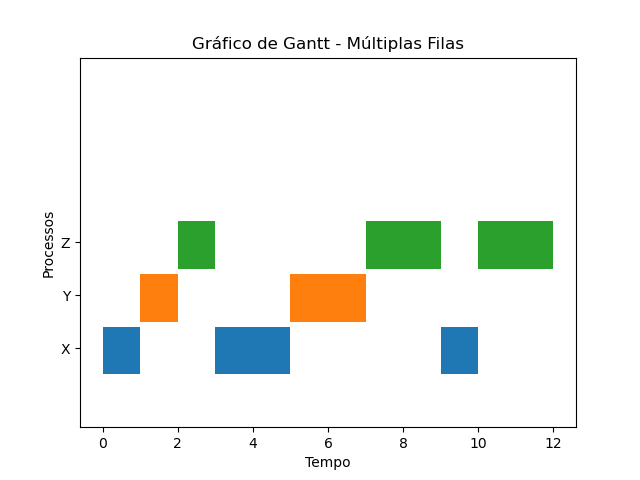 Gráfico de Gantt - Múltiplas Filas
Processos
Z
Y
X
0 2 4 6 8 10 12
Tempo